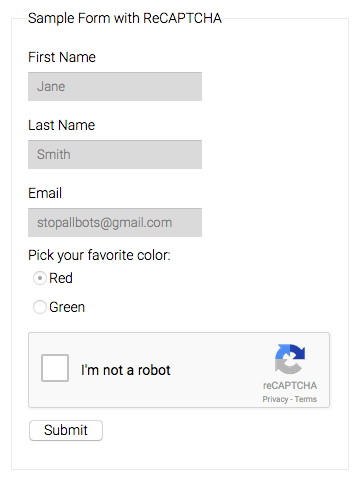 Sample Form with ReCAPTCHA
First Name
Jane
Last Name
Smith
Email
stopallbots@gmail.com
Pick your favorite color:
Red
Green
I'm not a robot
reCAPTCHA
Privacy - Terms
Submit